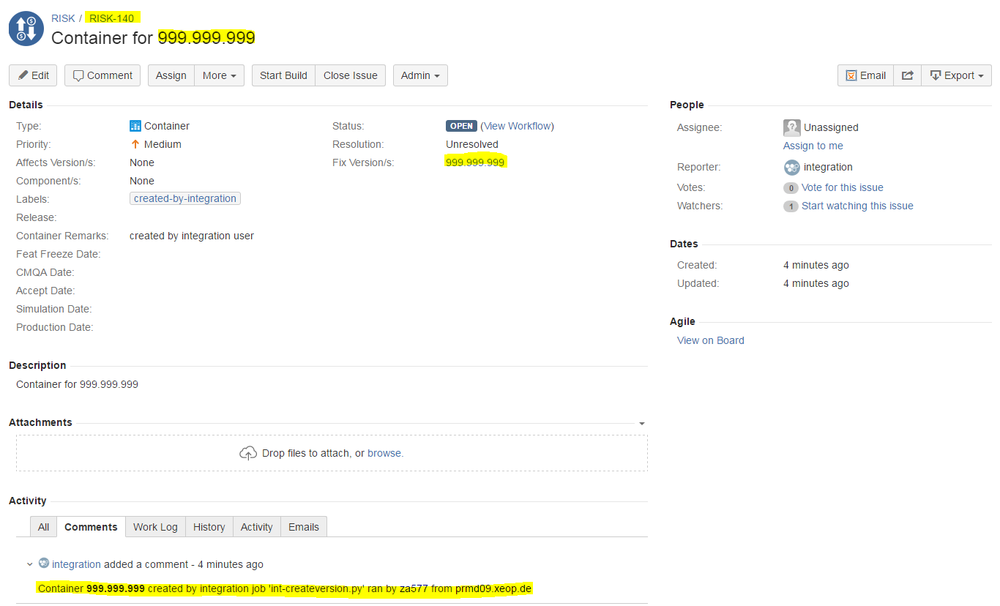 RISK / RISK-140
Container for 999.999.999
Edit Comment Assign More Start Build Close Issue Admin Email Export
Details
Type: Container
Priority: Medium
Affects Version/s: None
Component/s: None
Labels: created-by-integration
Release:
Container Remarks: created by integration user
Feat Freeze Date:
CMQA Date:
Accept Date:
Simulation Date:
Production Date:
Status: OPEN (View Workflow)
Resolution: Unresolved
Fix Version/s: 999.999.999
Description
Container for 999.999.999
Attachments
Drop files to attach, or browse.
Activity
All Comments Work Log History Activity Emails
integration added a comment - 4 minutes ago
Container 999.999.999 created by integration job 'int-createversion.py' ran by za577 from prmd09.xeop.de
People
Assignee: Unassigned
Assign to me
Reporter: integration
Votes: 0 Vote for this issue
Watchers: 1 Start watching this issue
Dates
Created: 4 minutes ago
Updated: 4 minutes ago
Agile
View on Board